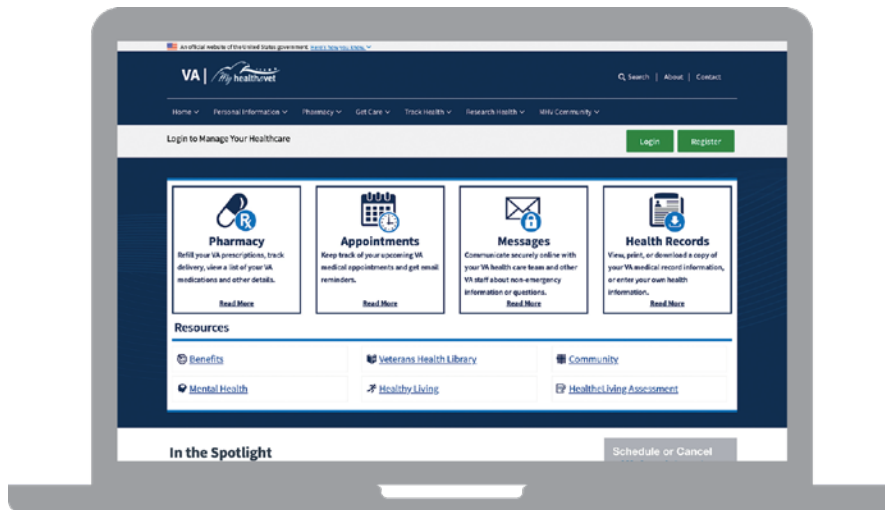 An official website of the United States government Here's how you know
VA | My healthevet
Search | About | Contact
Home Personal Information Pharmacy Get Care Track Health Research Health MHV Community
Login to Manage Your Healthcare
Login Register
Pharmacy
Refill your VA prescriptions, track
delivery, view a list of your VA
medications and other details.
Read More
Appointments
Keep track of your upcoming VA
medical appointments and get email
reminders.
Read More
Messages
Communicate securely online with
your VA health care team and other
VA staff about non-emergency
information or questions.
Read More
Health Records
View, print, or download a copy of
your VA medical record information,
or enter your own health
information.
Read More
Resources
Benefits
Veterans Health Library
Community
Mental Health
Healthy Living
HealtheLiving Assessment
In the Spotlight
Schedule or Cancel